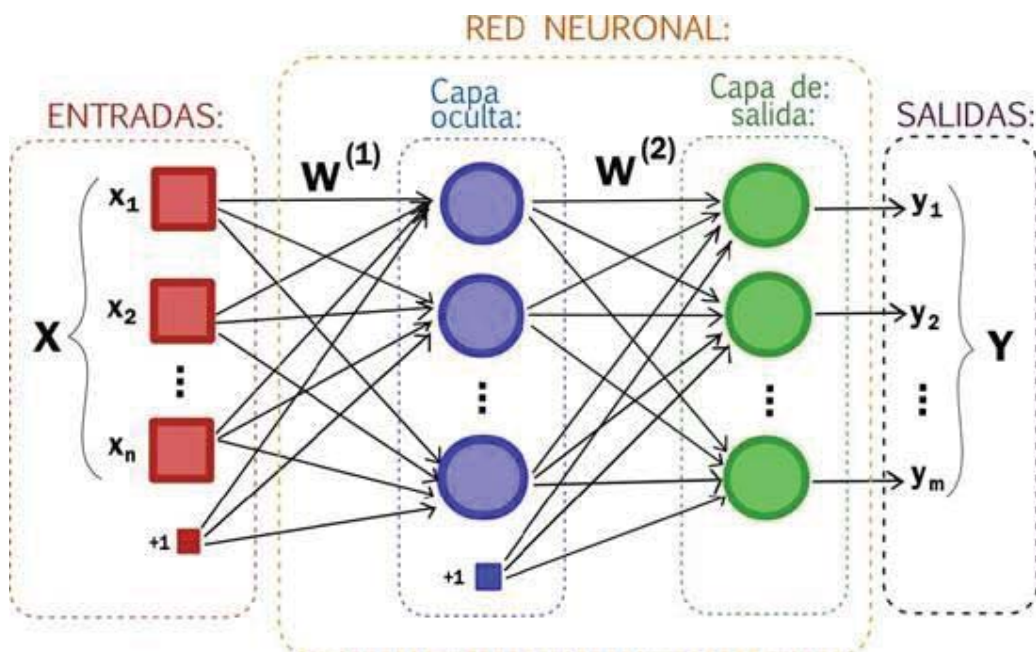 RED NEURONAL:
ENTRADAS:
Capa
oculta:
Capa de:
salida:
SALIDAS:
W(1)
W(2)
x1
x2
xn
+1
X
+1
y1
y2
ym
Y